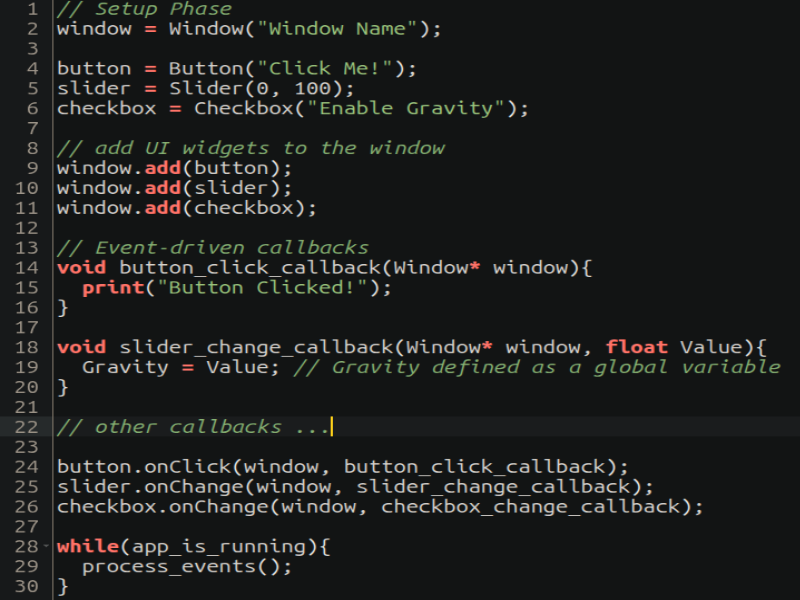 1 // Setup Phase
2 window = Window("Window Name");
3
4 button = Button("Click Me!");
5 slider = Slider(0, 100);
6 checkbox = Checkbox("Enable Gravity");
7
8 // add UI widgets to the window
9 window.add(button);
10 window.add(slider);
11 window.add(checkbox);
12
13 // Event-driven callbacks
14 void button_click_callback(Window* window){
15   print("Button Clicked!");
16 }
17
18 void slider_change_callback(Window* window, float Value){
19   Gravity = Value; // Gravity defined as a global variable
20 }
21
22 // other callbacks ...
23
24 button.onClick(window, button_click_callback);
25 slider.onChange(window, slider_change_callback);
26 checkbox.onChange(window, checkbox_change_callback);
27
28 while(app_is_running){
29   process_events();
30 }